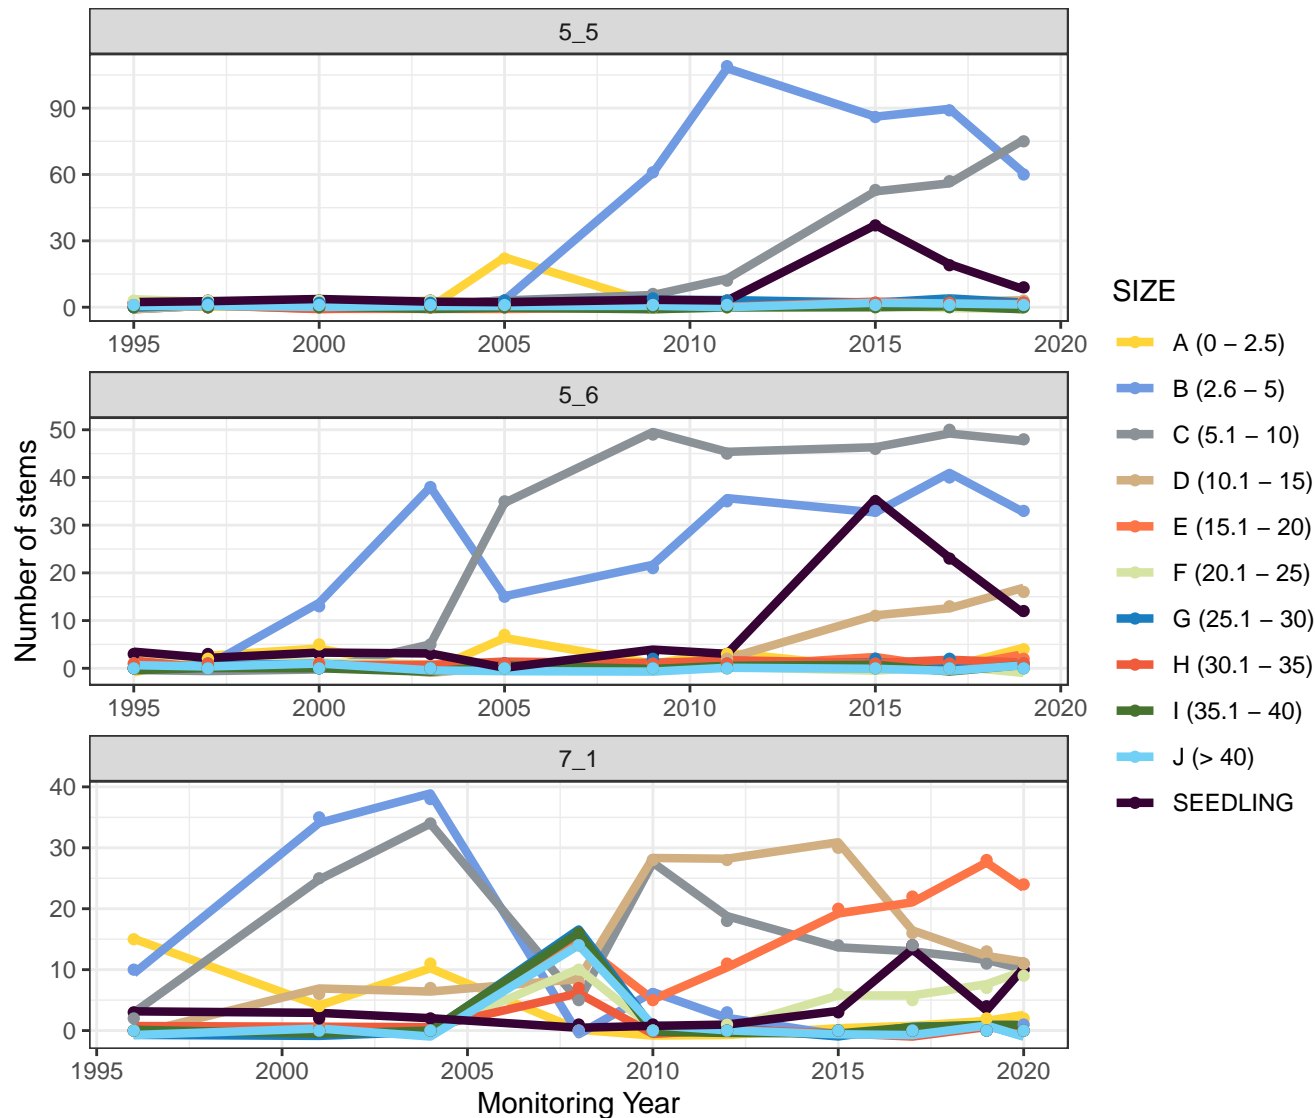 5_5
90
60
30
0
1995 2000 2005 2010 2015 2020
5_6
50
40
30
20
10
0
1995 2000 2005 2010 2015 2020
7_1
40
30
20
10
0
1995 2000 2005 2010 2015 2020
Monitoring Year
Number of stems
SIZE
A (0 − 2.5)
B (2.6 − 5)
C (5.1 − 10)
D (10.1 − 15)
E (15.1 − 20)
F (20.1 − 25)
G (25.1 − 30)
H (30.1 − 35)
I (35.1 − 40)
J (> 40)
SEEDLING